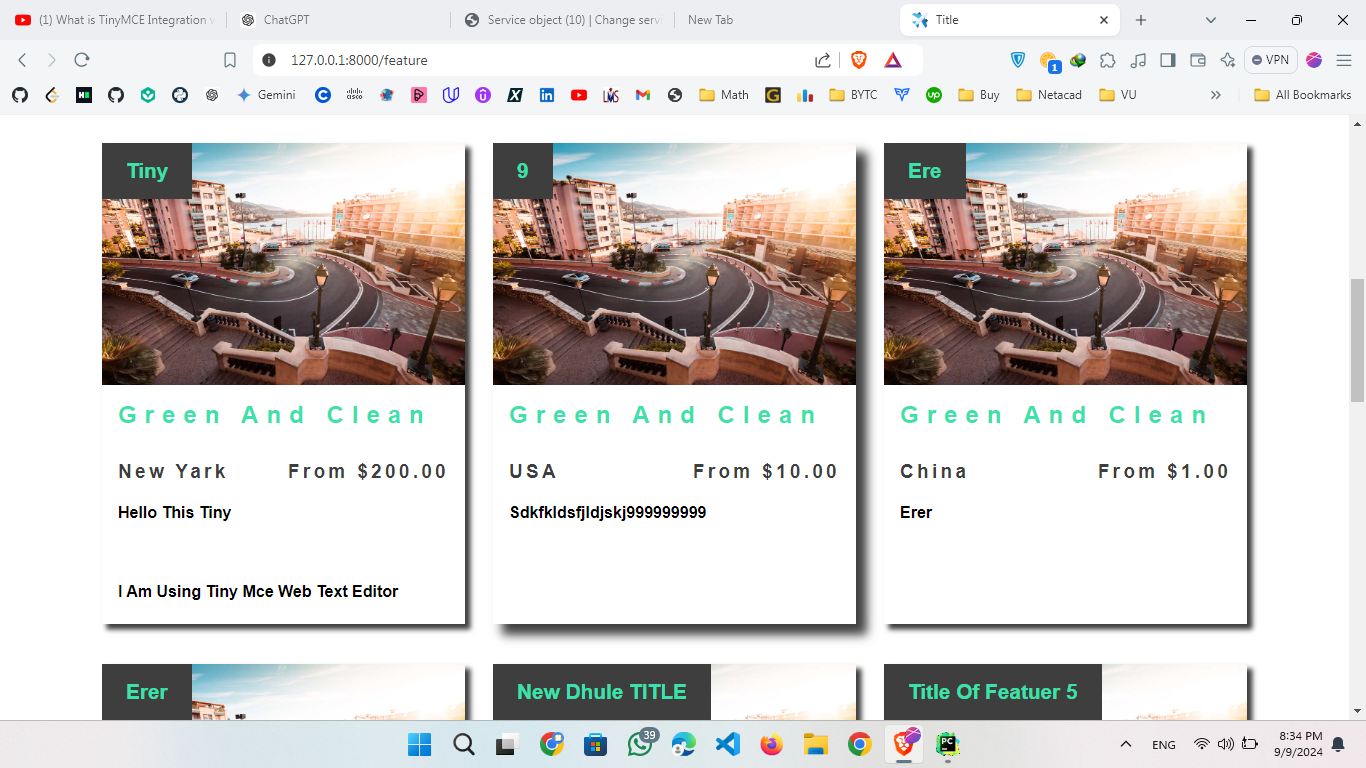 (1) What is TinyMCE Integration w
ChatGPT
Service object (10) | Change serv
New Tab
Title
127.0.0.1:8000/feature
1
VPN
Gemini
Math
BYTC
Buy
Netacad
VU
All Bookmarks
Tiny
9
Ere
Green And Clean
Green And Clean
Green And Clean
New Yark From $200.00
USA From $10.00
China From $1.00
Hello This Tiny
Sdkfkldsfjldjskj999999999
Erer
I Am Using Tiny Mce Web Text Editor
Erer
New Dhule TITLE
Title Of Featuer 5
39
ENG
8:34 PM
9/9/2024